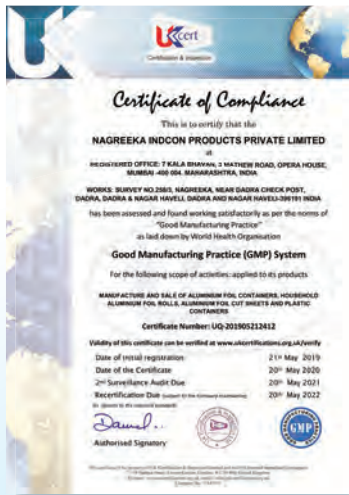 UK cert
Certification & Inspection
Certificate of Compliance
This is to certify that the
NAGREEKA INDCON PRODUCTS PRIVATE LIMITED
at
REGISTERED OFFICE: 7 KALA BHAVAN, 3 MATHEW ROAD, OPERA HOUSE,
MUMBAI -400 004. MAHARASHTRA, INDIA
WORKS: SURVEY NO.258/3, NAGREEKA, NEAR DADRA CHECK POST,
DADRA, DADRA & NAGAR HAVELI, DADRA AND NAGAR HAVELI-396191 INDIA
has been assessed and found working satisfactorily as per the norms of
"Good Manufacturing Practice"
as laid down by World Health Organisation
Good Manufacturing Practice (GMP) System
For the following scope of activities: applied to its products
MANUFACTURE AND SALE OF ALUMINIUM FOIL CONTAINERS, HOUSEHOLD
ALUMINIUM FOIL ROLLS, ALUMINIUM FOIL CUT SHEETS AND PLASTIC
CONTAINERS
Certificate Number: UQ-201905212412
Validity of this certificate can be verified at www.ukcertifications.org.uk/verify
Date of initial registration 21st May 2019
Date of the Certificate 20th May 2020
2nd Surveillance Audit Due 20th May 2021
Recertification Due 20th May 2022
Authorised Signatory
GMP